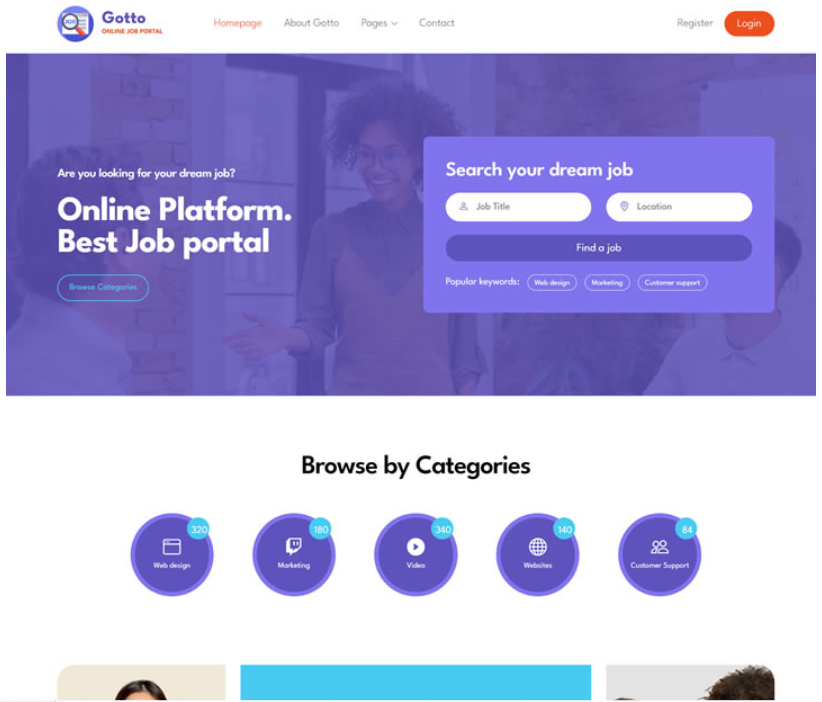 JOB
Gotto
ONLINE JOB PORTAL
Homepage
About Gotto
Pages
Contact
Register
Login
Are you looking for your dream job?
Online Platform.
Best Job portal
Browse Categories
Search your dream job
Job Title
Location
Find a job
Popular keywords:
Web design
Marketing
Customer support
Browse by Categories
320
Web design
180
Marketing
340
Video
140
Websites
84
Customer Support